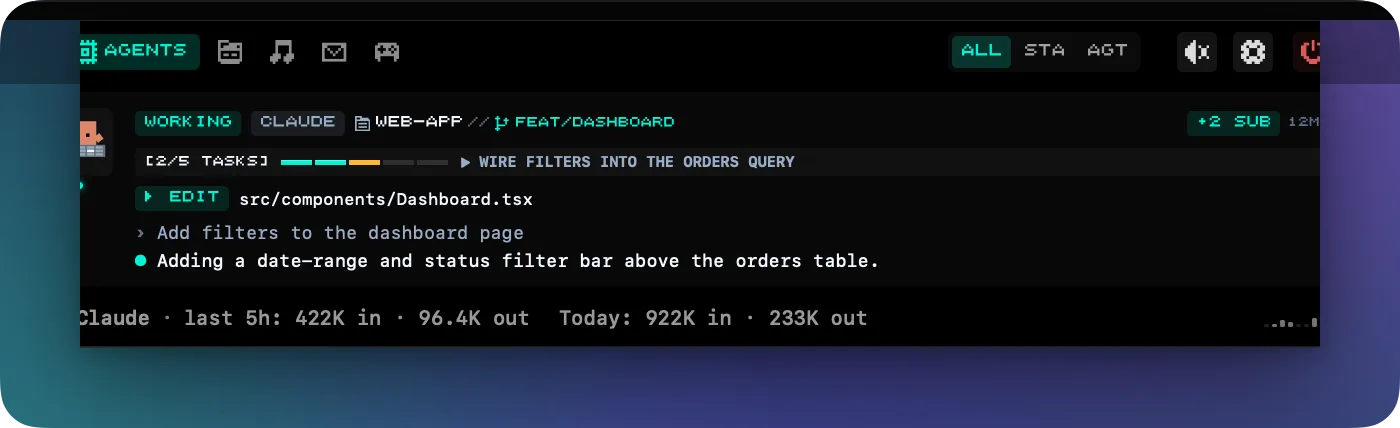 AGENTS ALL STA AGT
WORKING CLAUDE WEB-APP // FEAT/DASHBOARD +2 SUB 12M
[2/5 TASKS] ▶ WIRE FILTERS INTO THE ORDERS QUERY
EDIT src/components/Dashboard.tsx
› Add filters to the dashboard page
Adding a date-range and status filter bar above the orders table.
Claude · last 5h: 422K in · 96.4K out Today: 922K in · 233K out